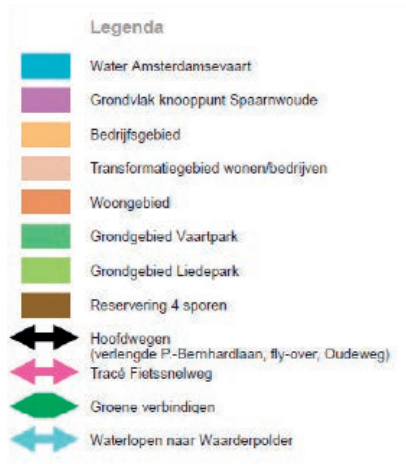 Legenda
Water Amsterdamsevaart
Grondvlak knooppunt Spaarnwoude
Bedrijfsgebied
Transformatiegebied wonen/bedrijven
Woongebied
Grondgebied Vaartpark
Grondgebied Liedepark
Reservering 4 sporen
Hoofdwegen
(verlengde P.-Bernhardlaan, fly-over, Oudeweg)
Tracé Fietssnelweg
Groene verbindigen
Waterlopen naar Waarderpolder